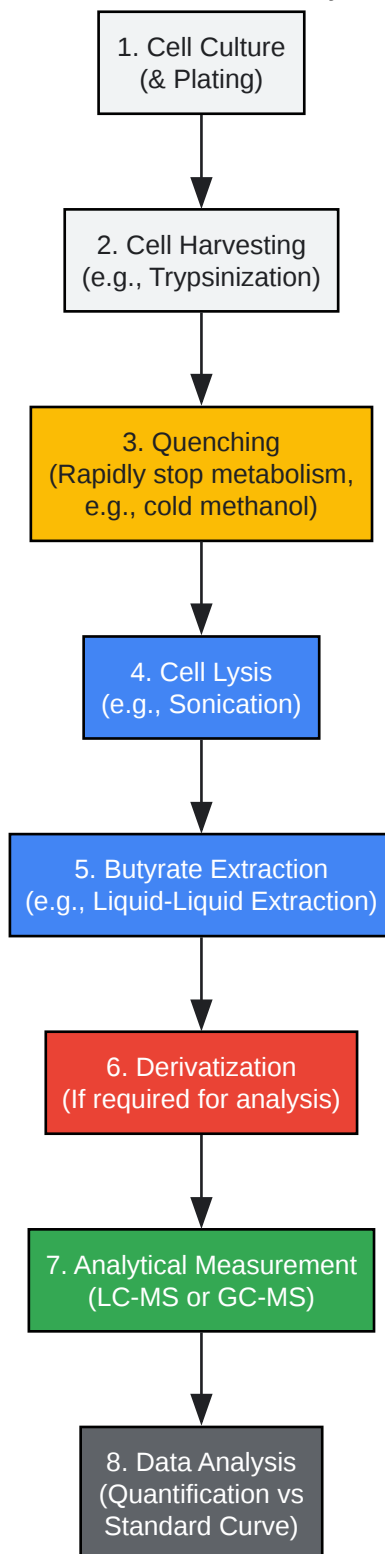 1. Cell Culture
(& Plating)
2. Cell Harvesting
(e.g., Trypsinization)
3. Quenching
(Rapidly stop metabolism,
e.g., cold methanol)
4. Cell Lysis
(e.g., Sonication)
5. Butyrate Extraction
(e.g., Liquid-Liquid Extraction)
6. Derivatization
(If required for analysis)
7. Analytical Measurement
(LC-MS or GC-MS)
8. Data Analysis
(Quantification vs
Standard Curve)